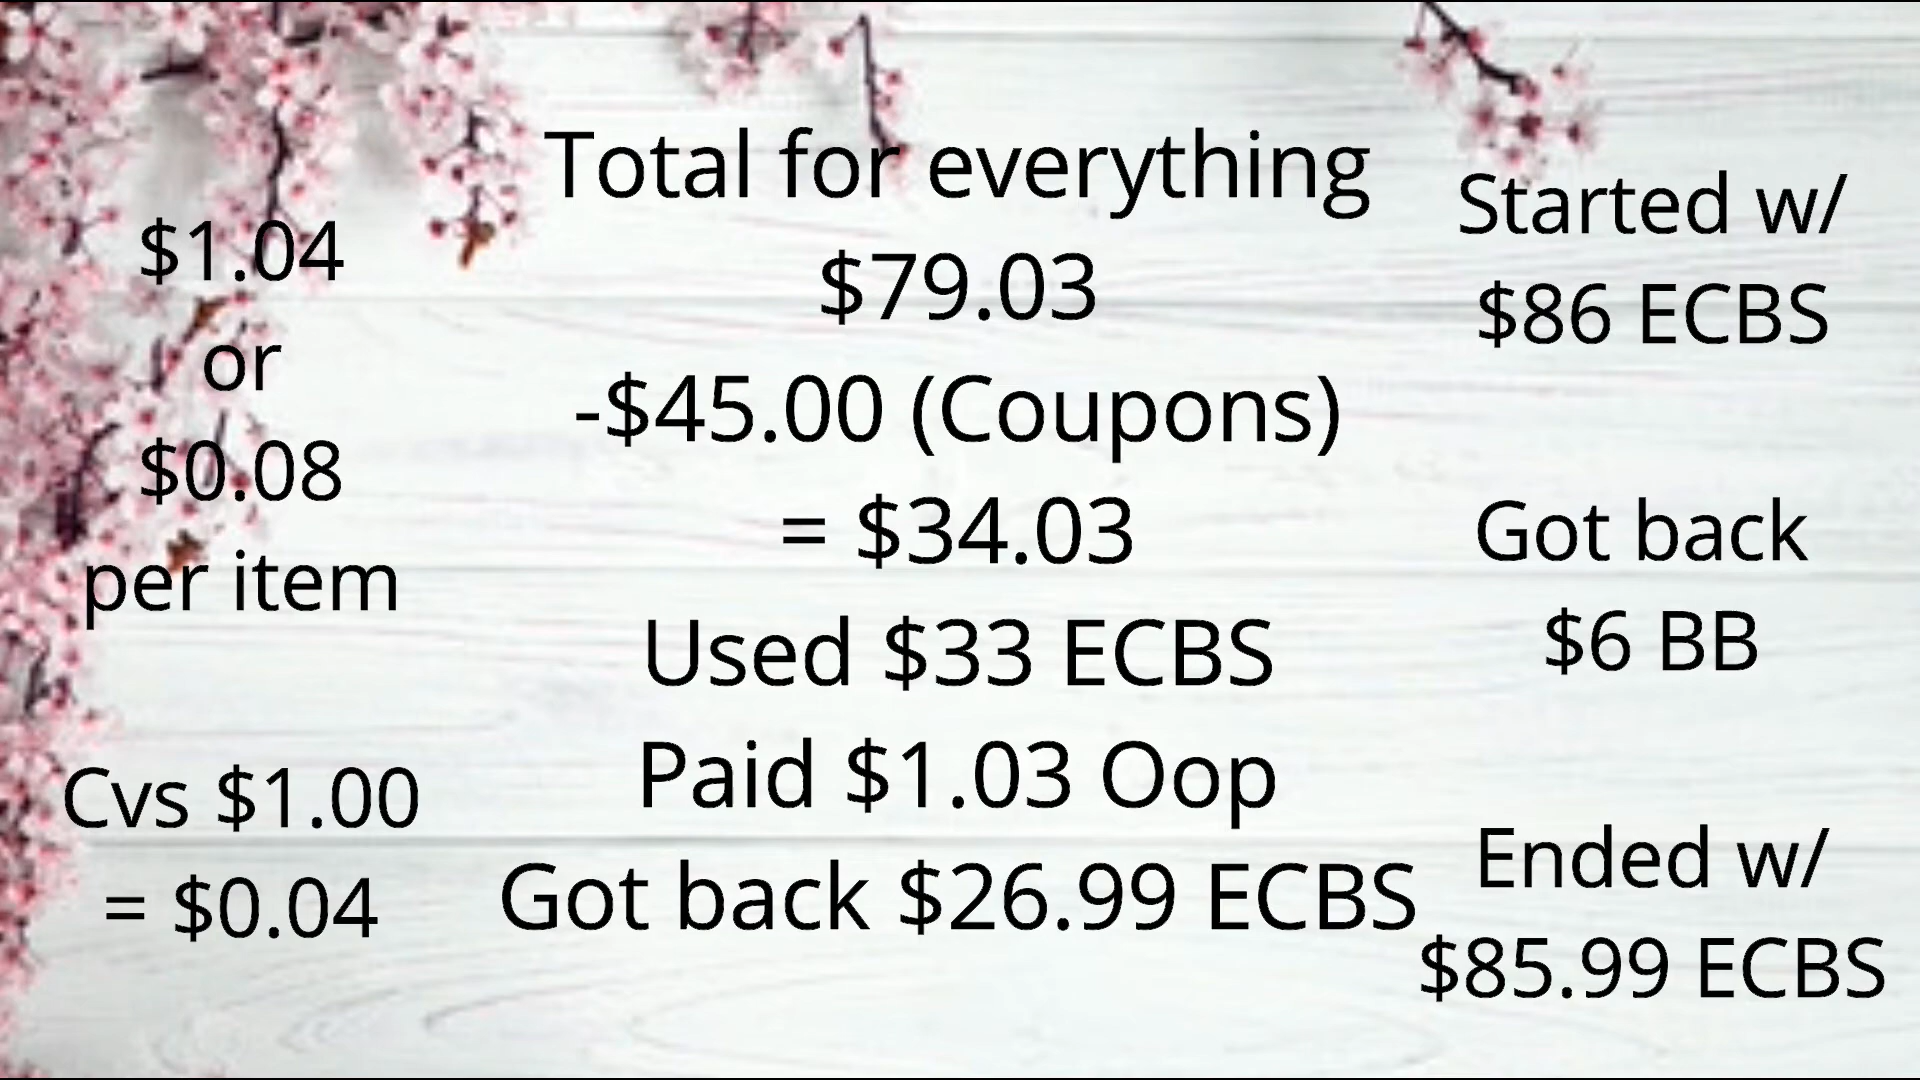 $1.04
or
$0.08
per item
Cvs $1.00
= $0.04
Total for everything
$79.03
-$45.00 (Coupons)
= $34.03
Used $33 ECBS
Paid $1.03 Oop
Got back $26.99 ECBS
Started w/
$86 ECBS
Got back
$6 BB
Ended w/
$85.99 ECBS